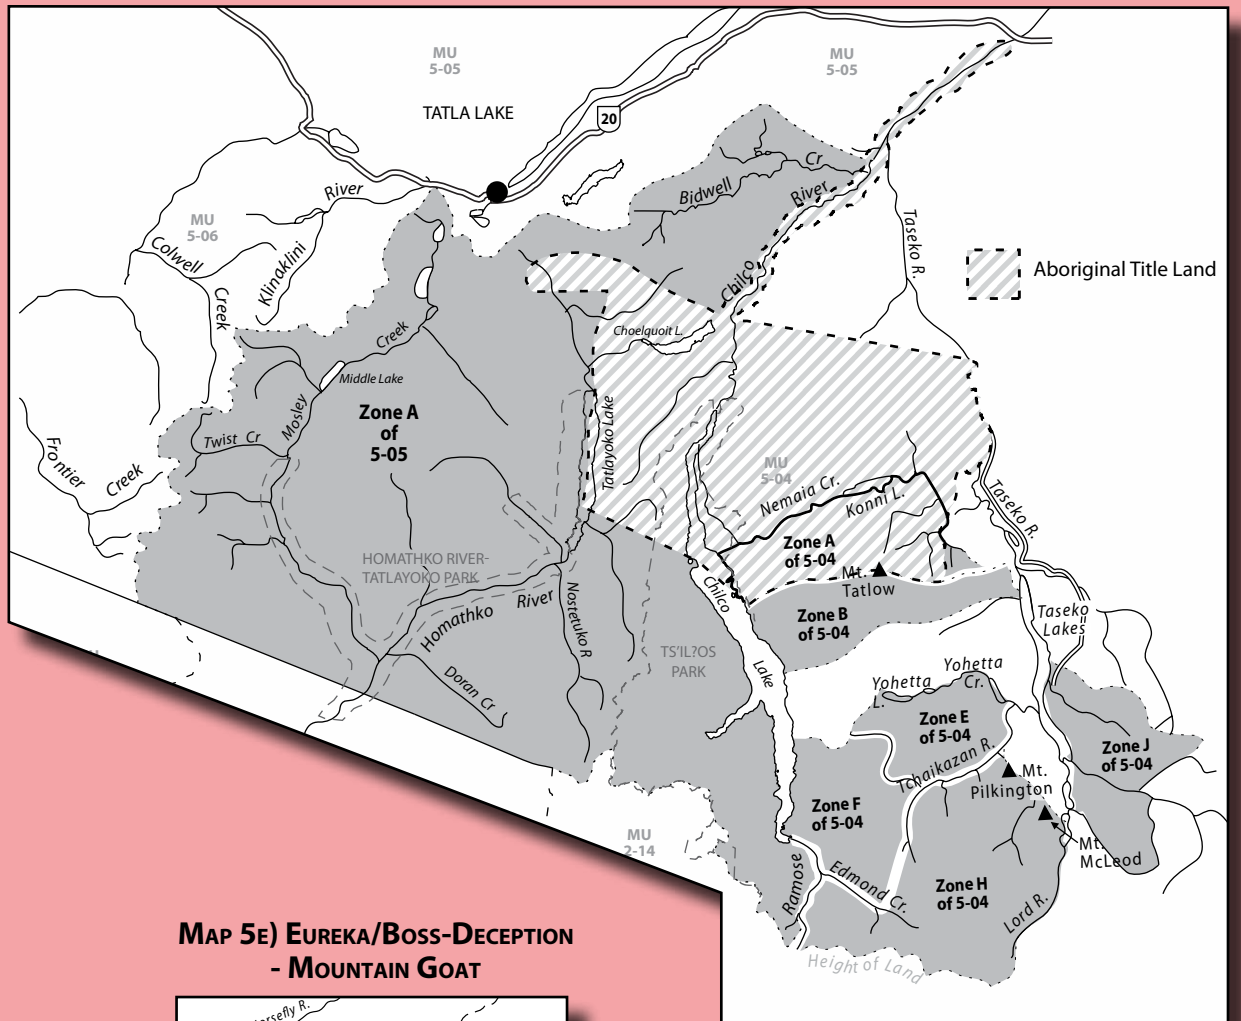 MU
5-05
MU
5-05
TATLA LAKE
20
Cr
Bidwell
River
River
MU
5-06
Colwell
Klinaklini
Creek
Taseko R.
Aboriginal Title Land
Chilco
Creek
Choelquoit L.
Middle Lake
Zone A
of
5-05
Mosley
Twist Cr
Tatlayoko Lake
Frontier
Creek
MU
5-04
Nemaia Cr.
Konni L.
Taseko R.
Zone A
of 5-04
HOMATHKO RIVER-
TATLAYOKO PARK
Mt.
Tatlow
Chilco
Homathko
River
Nostetuko R
Zone B
of 5-04
Taseko
Lakes
TS'IL?OS
PARK
Lake
Doran Cr
Yohetta
Cr.
Yohetta
L.
Zone E
of 5-04
Zone J
of 5-04
Tchaikazan R.
Mt.
Pilkington
Zone F
of 5-04
MU
2-14
Mt.
McLeod
Ramose
Edmond Cr.
Zone H
of 5-04
Lord R.
Height of Land
MAP 5E) EUREKA/BOSS-DECEPTION
- MOUNTAIN GOAT
orsefly R.